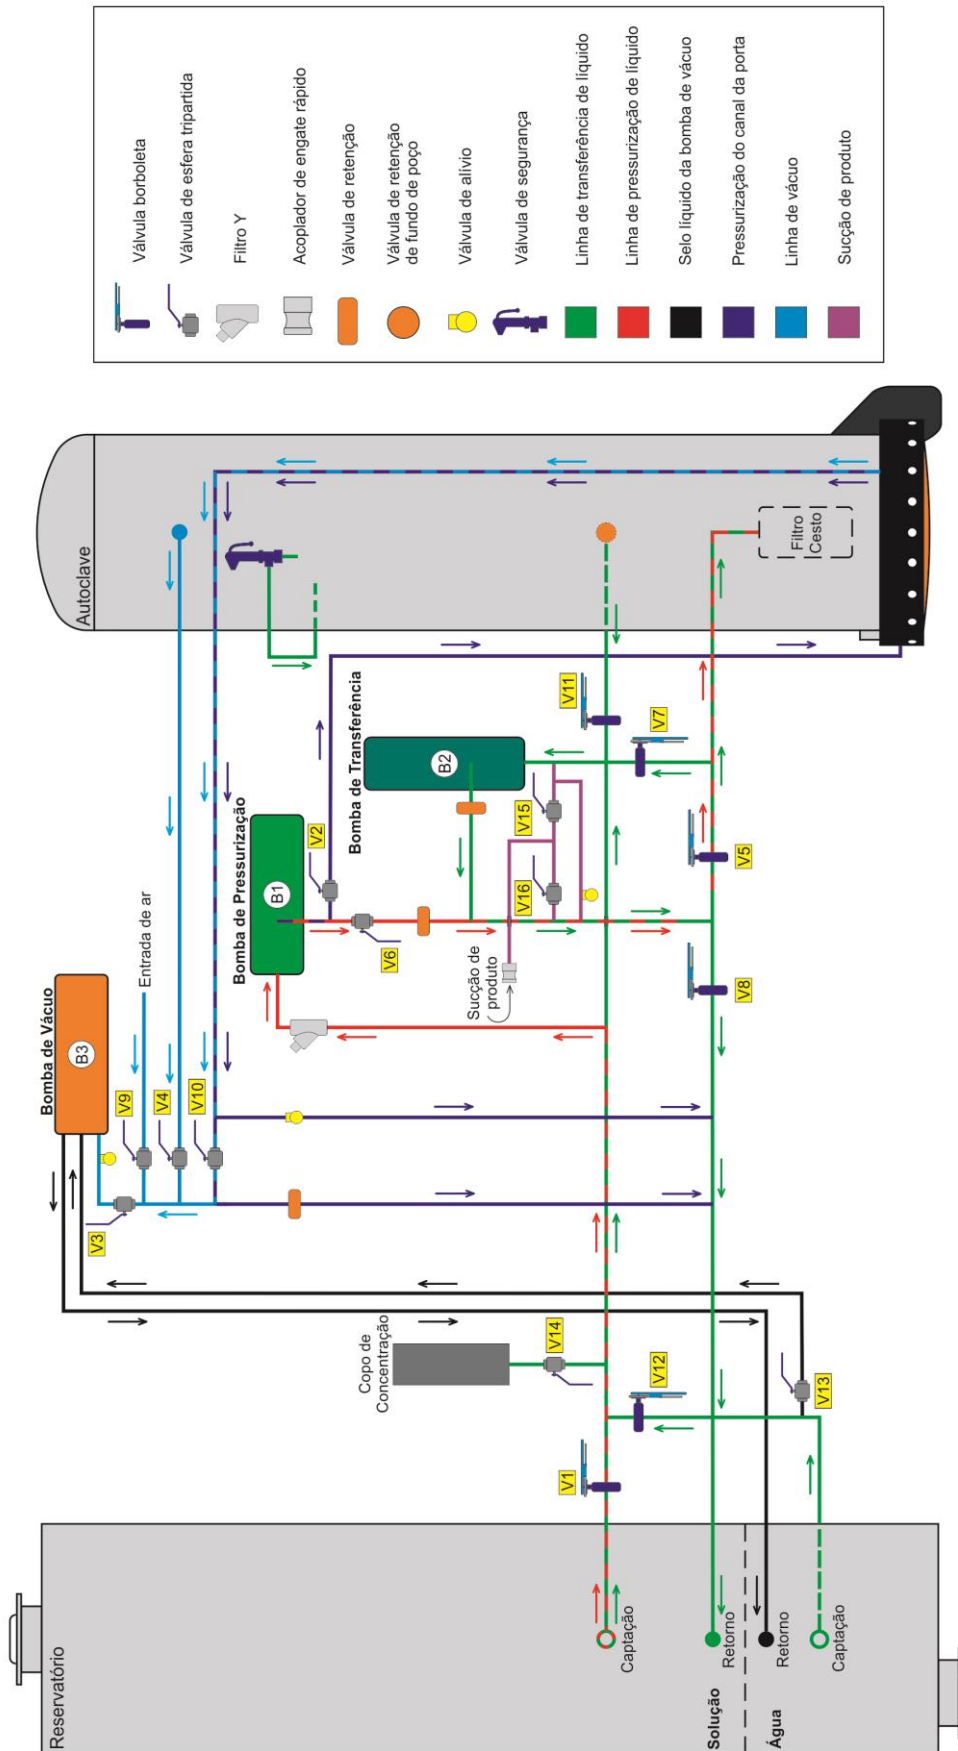 Válvula borboleta
Válvula de esfera tripartida
Filtro Y
Acoplador de engate rápido
Válvula de retenção
Válvula de retenção
de fundo de poço
Válvula de alívio
Válvula de segurança
Linha de transferência de líquido
Linha de pressurização de líquido
Selo líquido da bomba de vácuo
Pressurização do canal da porta
Linha de vácuo
Sucção de produto
Autoclave
Filtro
Cesto
Bomba de Vácuo
B3
Entrada de ar
V9
V4
V10
V3
Bomba de Pressurização
B1
V2
V6
Bomba de Transferência
B2
V11
V7
V15
V16
V5
V8
Sucção de
produto
Copo de
Concentração
V14
V12
V13
V1
Reservatório
Captação
Retorno
Retorno
Captação
Solução
Água